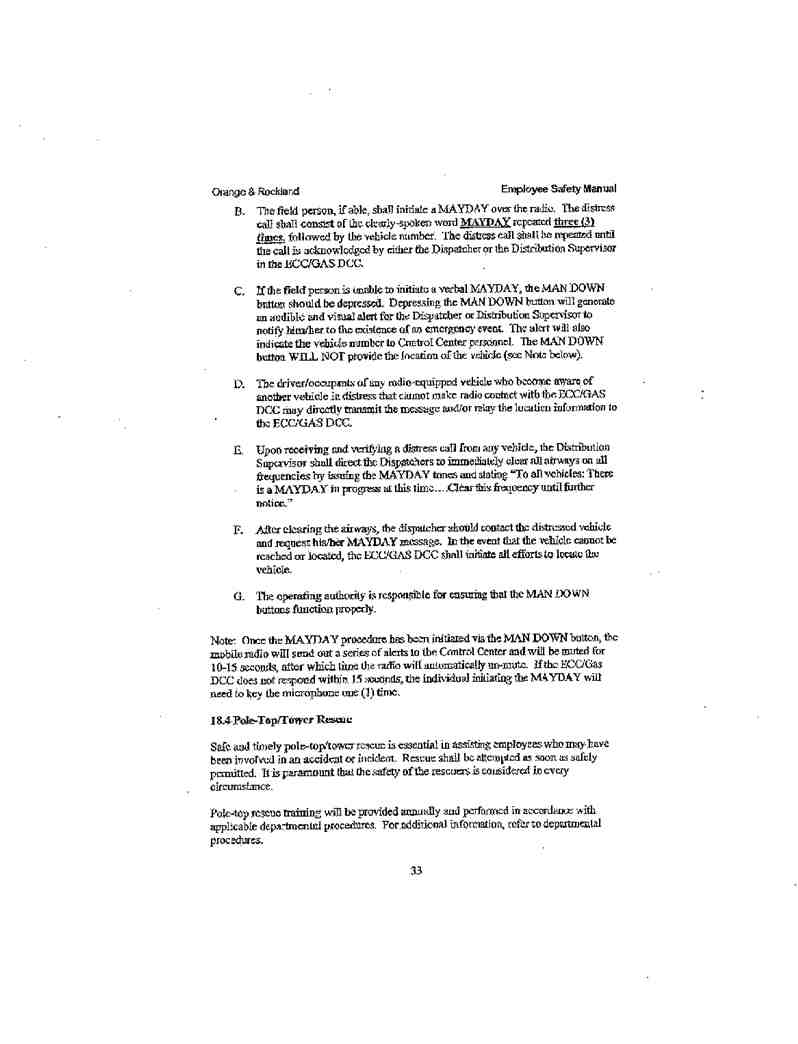 Orange & Rockland
Employee Safety Manual
B. The field person, if able, shall initiate a MAYDAY over the radio. The distress
call shall consist of the clearly-spoken word MAYDAY repeated three (3)
times, followed by the vehicle number. The distress call shall be repeated until
the call is acknowledged by either the Dispatcher or the Distribution Supervisor
in the ECC/GAS DCC.
C. If the field person is unable to initiate a verbal MAYDAY, the MAN DOWN
button should be depressed. Depressing the MAN DOWN button will generate
an audible and visual alert for the Dispatcher or Distribution Supervisor to
notify him/her to the existence of an emergency event. The alert will also
indicate the vehicle number to Control Center personnel. The MAN DOWN
button WILL NOT provide the location of the vehicle (see Note below).
D. The driver/occupants of any radio-equipped vehicle who become aware of
another vehicle in distress that cannot make radio contact with the ECC/GAS
DCC may directly transmit the message and/or relay the location information to
the ECC/GAS DCC.
E. Upon receiving and verifying a distress call from any vehicle, the Distribution
Supervisor shall direct the Dispatchers to immediately clear all airways on all
frequencies by issuing the MAYDAY tones and stating "To all vehicles: There
is a MAYDAY in progress at this time....Clear this frequency until further
notice."
F. After clearing the airways, the dispatcher should contact the distressed vehicle
and request his/her MAYDAY message. In the event that the vehicle cannot be
reached or located, the ECC/GAS DCC shall initiate all efforts to locate the
vehicle.
G. The operating authority is responsible for ensuring that the MAN DOWN
buttons function properly.
Note: Once the MAYDAY procedure has been initiated via the MAN DOWN button, the
mobile radio will send out a series of alerts to the Control Center and will be muted for
10-15 seconds, after which time the radio will automatically un-mute. If the ECC/Gas
DCC does not respond within 15 seconds, the individual initiating the MAYDAY will
need to key the microphone one (1) time.
18.4 Pole-Top/Tower Rescue
Safe and timely pole-top/tower rescue is essential in assisting employees who may have
been involved in an accident or incident. Rescue shall be attempted as soon as safely
permitted. It is paramount that the safety of the rescuers is considered in every
circumstance.
Pole-top rescue training will be provided annually and performed in accordance with
applicable departmental procedures. For additional information, refer to departmental
procedures.
33